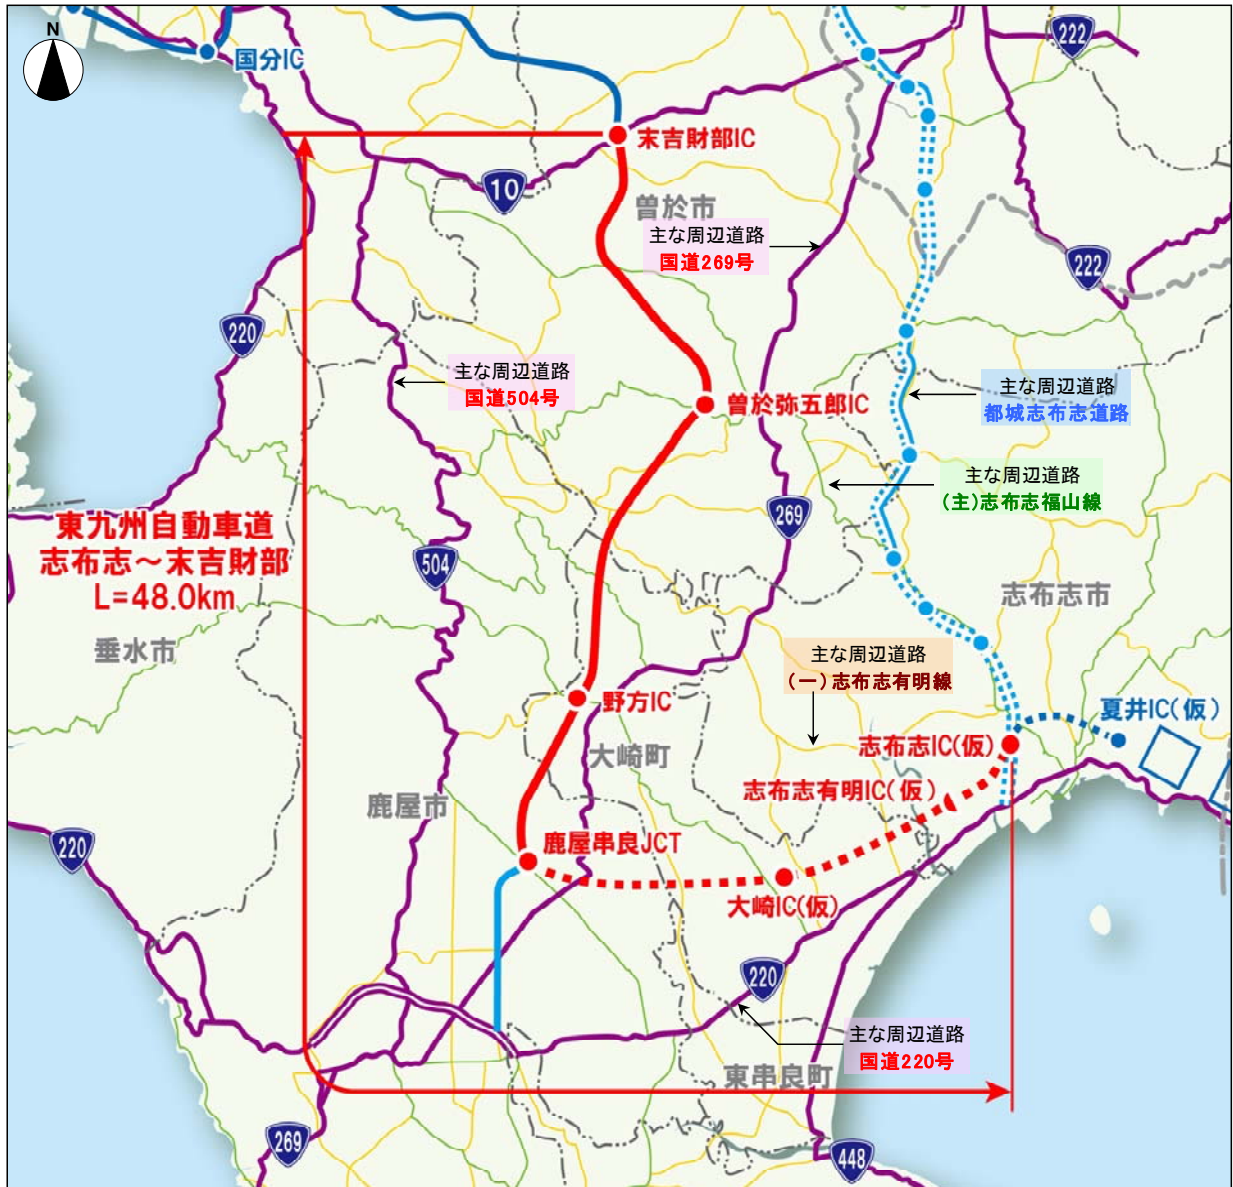 N
国分IC
222
末吉財部IC
10
曽於市
主な周辺道路
国道269号
222
220
主な周辺道路
国道504号
主な周辺道路
都城志布志道路
曽於弥五郎IC
主な周辺道路
(主)志布志福山線
269
東九州自動車道
志布志～末吉財部
L=48.0km
504
志布志市
垂水市
主な周辺道路
(一)志布志有明線
野方IC
夏井IC(仮)
大崎町
志布志IC(仮)
志布志有明IC(仮)
鹿屋市
220
鹿屋串良JCT
大崎IC(仮)
220
主な周辺道路
国道220号
東串良町
269
448